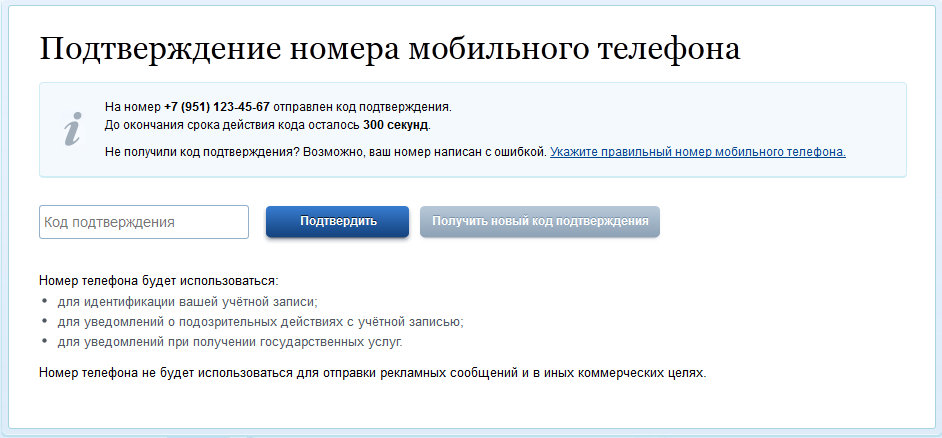 Подтверждение номера мобильного телефона
На номер +7 (951) 123-45-67 отправлен код подтверждения.
До окончания срока действия кода осталось 300 секунд.
Не получили код подтверждения? Возможно, ваш номер написан с ошибкой. Укажите правильный номер мобильного телефона.
Код подтверждения
Подтвердить
Получить новый код подтверждения
Номер телефона будет использоваться:
для идентификации вашей учётной записи;
для уведомлений о подозрительных действиях с учётной записью;
для уведомлений при получении государственных услуг.
Номер телефона не будет использоваться для отправки рекламных сообщений и в иных коммерческих целях.